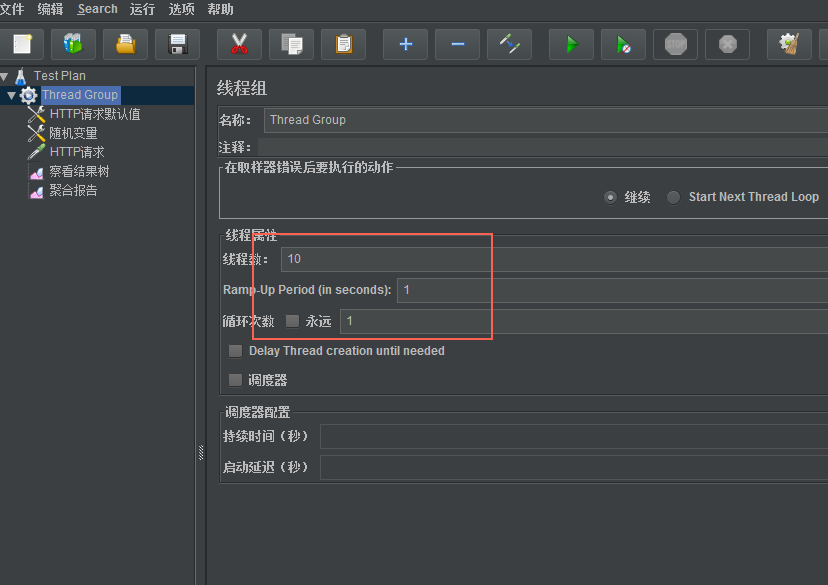 文件 编辑 Search 运行 选项 帮助
STOP
Test Plan
Thread Group
HTTP请求默认值
随机变量
HTTP请求
察看结果树
聚合报告
线程组
名称： Thread Group
注释：
在取样器错误后要执行的动作
继续 Start Next Thread Loop
线程属性
线程数： 10
Ramp-Up Period (in seconds): 1
循环次数 永远 1
Delay Thread creation until needed
调度器
调度器配置
持续时间（秒）
启动延迟（秒）